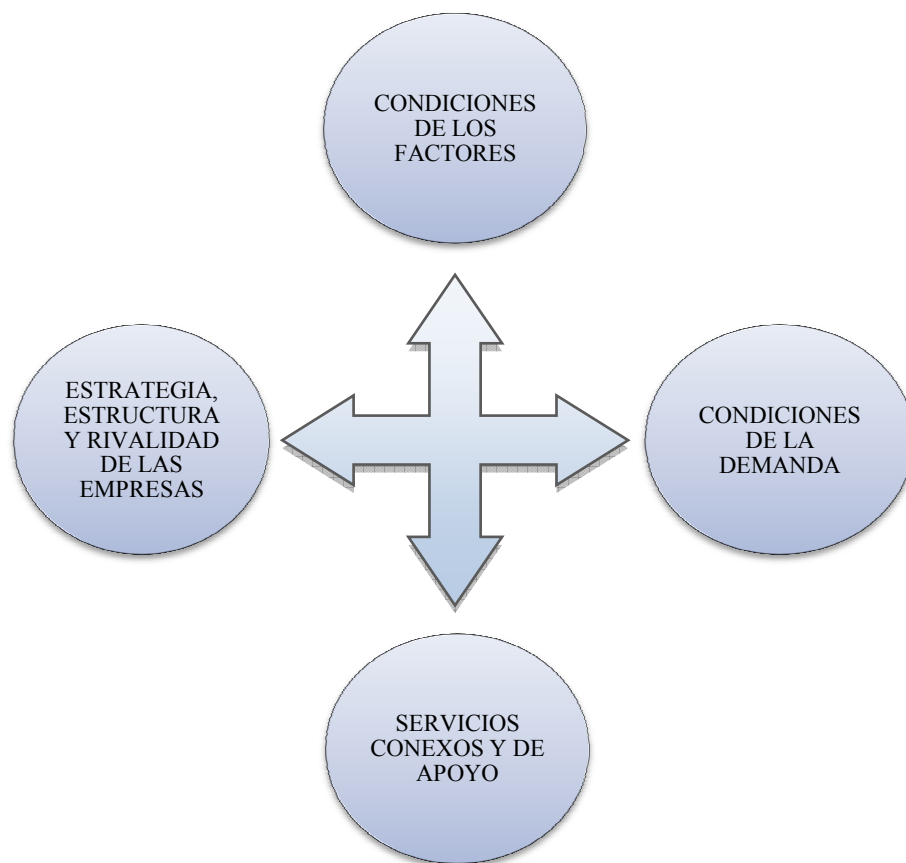 CONDICIONES
DE LOS
FACTORES
ESTRATEGIA,
ESTRUCTURA
Y RIVALIDAD
DE LAS
EMPRESAS
CONDICIONES
DE LA
DEMANDA
SERVICIOS
CONEXOS Y DE
APOYO